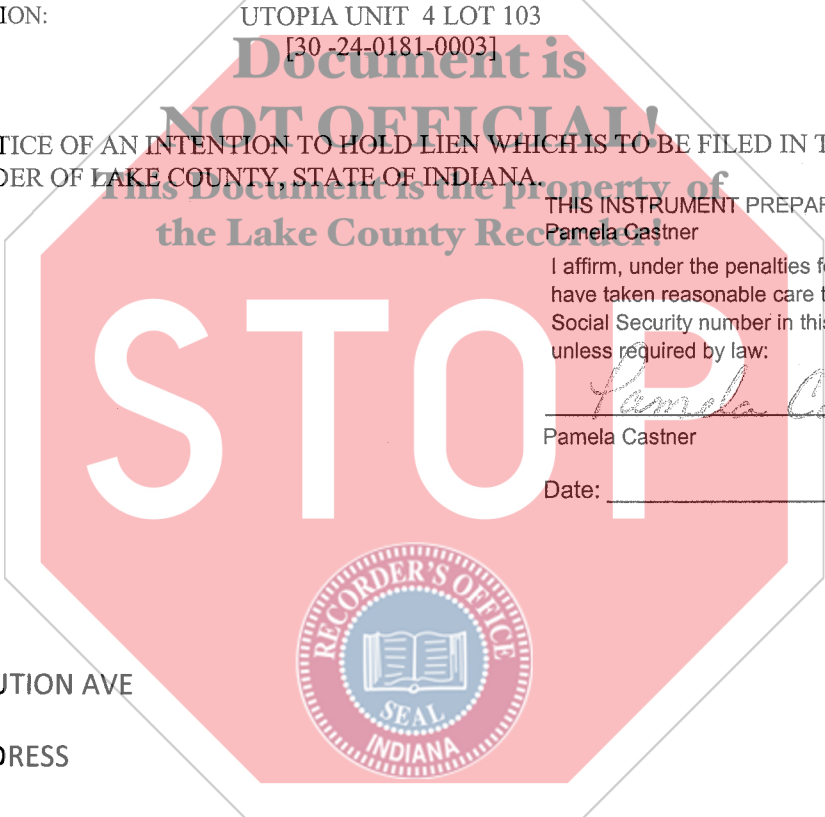 ION:
UTOPIA UNIT 4 LOT 103
[30 -24-0181-0003]
Document is
NOT OFFICIAL!
TICE OF AN INTENTION TO HOLD LIEN WHICH IS TO BE FILED IN T
DER OF LAKE COUNTY, STATE OF INDIANA.
This Document is the property of
the Lake County Recorder!
THIS INSTRUMENT PREPAR
Pamela Castner
I affirm, under the penalties f
have taken reasonable care t
Social Security number in this
unless required by law:
Pamela Ca
Pamela Castner
Date:
STOP
RECORDER'S OFFICE
SEAL
INDIANA
UTION AVE
DRESS